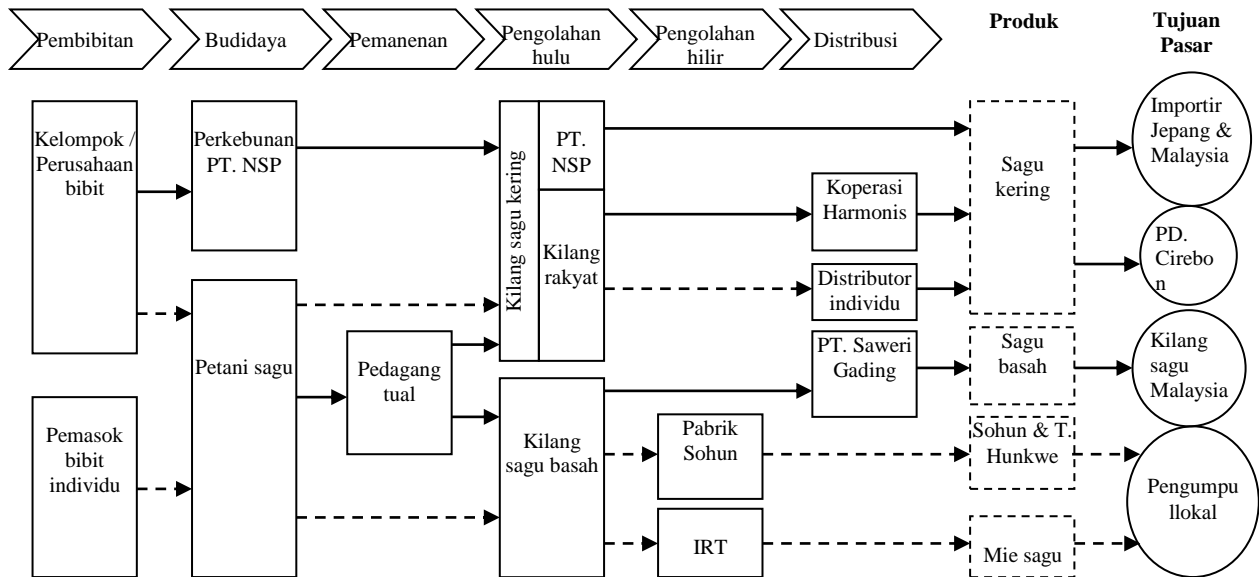 Pembibitan
Budidaya
Pemanenan
Pengolahan
hulu
Pengolahan
hilir
Distribusi
Produk
Tujuan
Pasar
Kelompok /
Perusahaan
bibit
Perkebunan
PT. NSP
Kilang sagu kering
PT.
NSP
Kilang
rakyat
Koperasi
Harmonis
Distributor
individu
Sagu
kering
Importir
Jepang &
Malaysia
PD.
Cirebo
n
Petani sagu
Pedagang
tual
PT. Saweri
Gading
Sagu
basah
Kilang
sagu
Malaysia
Pemasok
bibit
individu
Kilang
sagu basah
Pabrik
Sohun
Sohun & T.
Hunkwe
Pengumpu
llokal
IRT
Mie sagu